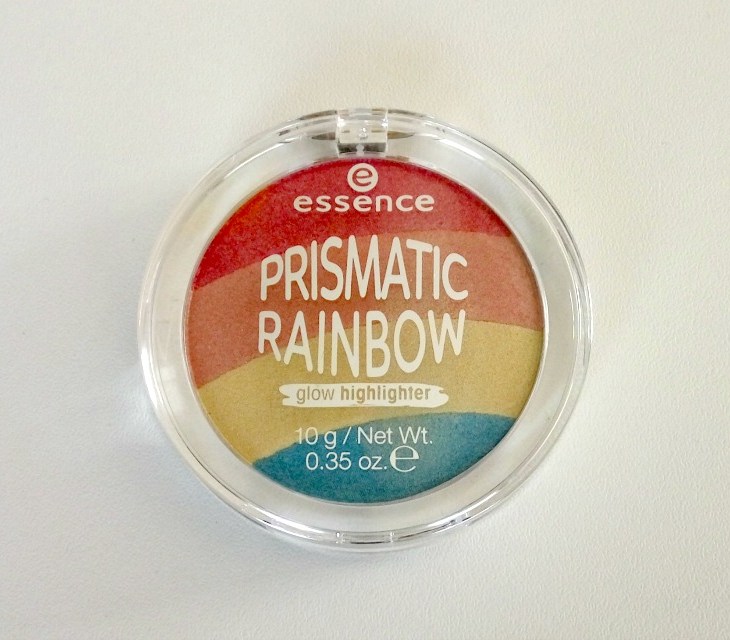 e
essence
PRISMATIC
RAINBOW
glow highlighter
10 g / Net Wt.
0.35 oz. ℮